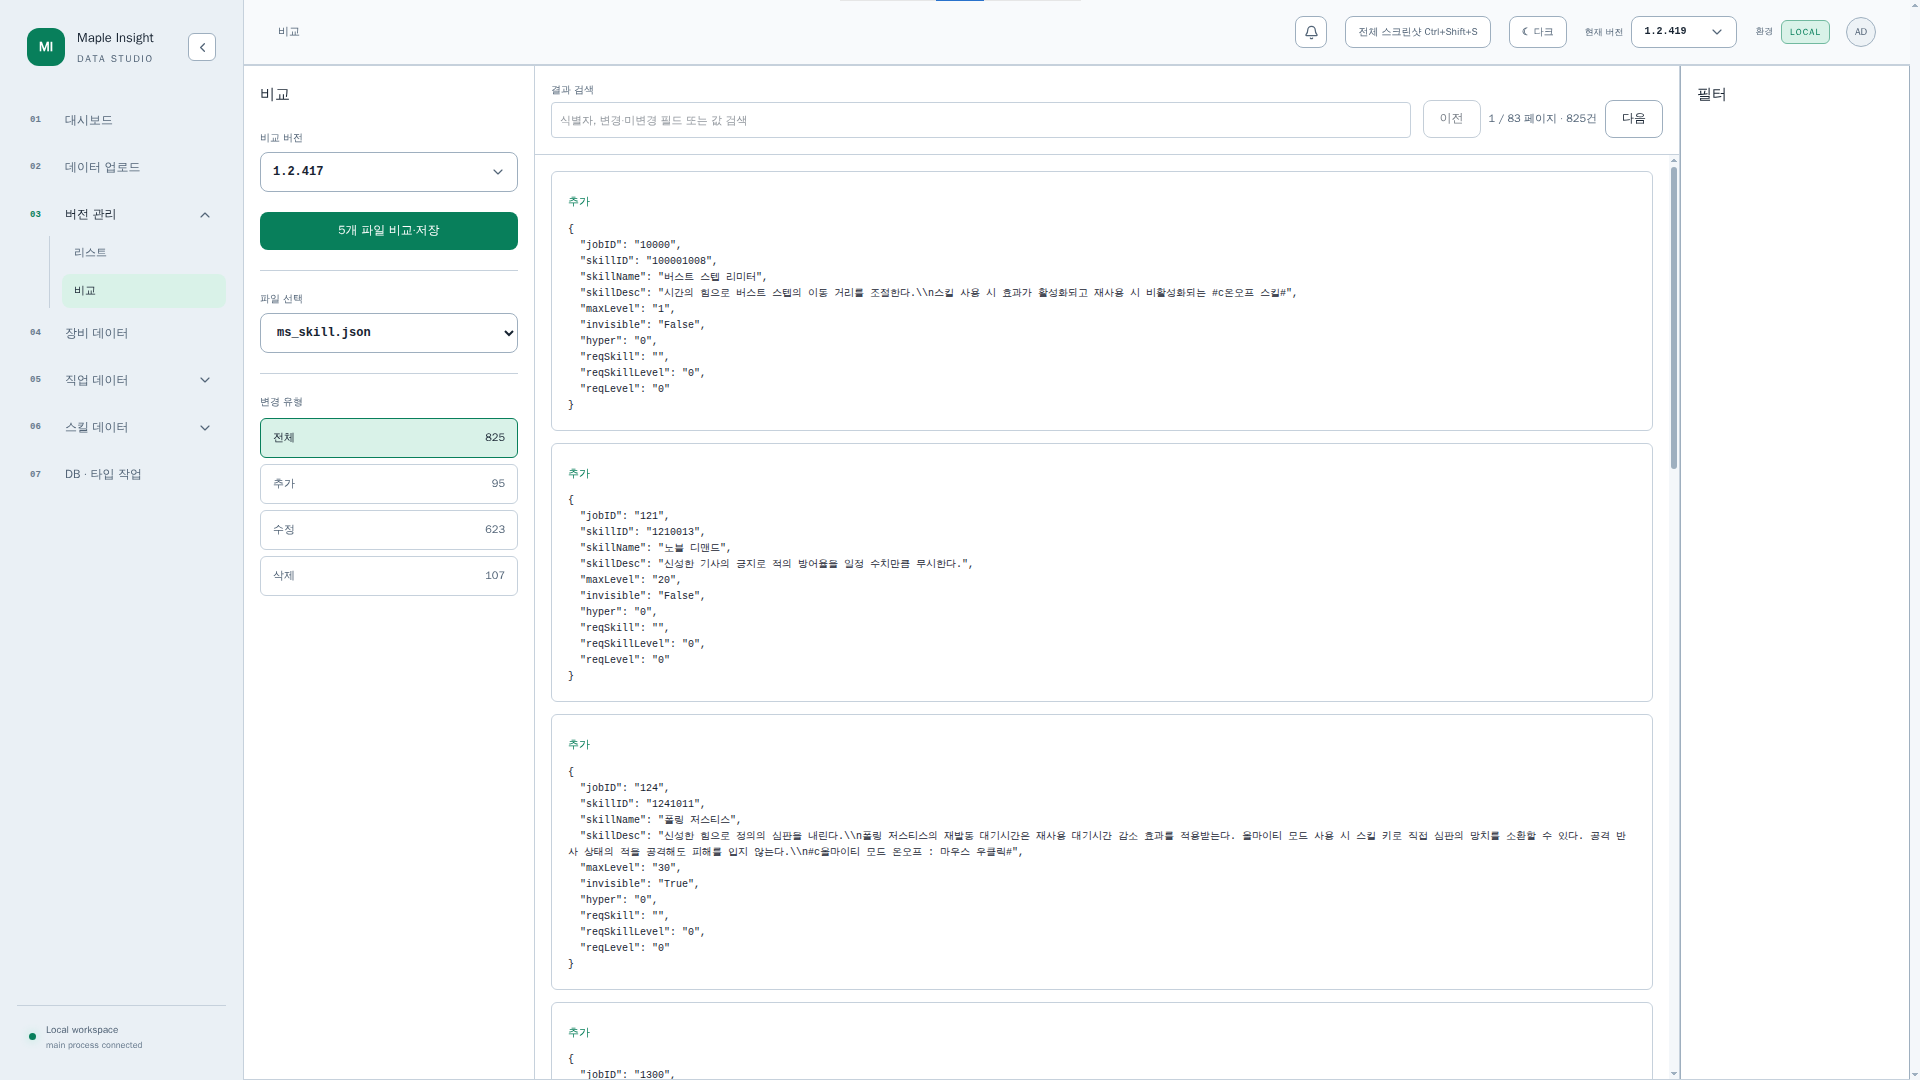 MI
Maple Insight
DATA STUDIO
01 대시보드
02 데이터 업로드
03 버전 관리
리스트
비교
04 장비 데이터
05 직업 데이터
06 스킬 데이터
07 DB · 타입 작업
Local workspace
main process connected
비교
전체 스크린샷 Ctrl+Shift+S
☾ 다크
현재 버전
1.2.419
환경
LOCAL
AD
비교
비교 버전
1.2.417
5개 파일 비교·저장
파일 선택
ms_skill.json
변경 유형
전체 825
추가 95
수정 623
삭제 107
결과 검색
식별자, 변경·미변경 필드 또는 값 검색
이전
1 / 83 페이지 · 825건
다음
추가
{
"jobID": "10000",
"skillID": "100001008",
"skillName": "버스트 스텝 리미터",
"skillDesc": "시간의 힘으로 버스트 스텝의 이동 거리를 조절한다.\\n스킬 사용 시 효과가 활성화되고 재사용 시 비활성화되는 #c온오프 스킬#",
"maxLevel": "1",
"invisible": "False",
"hyper": "0",
"reqSkill": "",
"reqSkillLevel": "0",
"reqLevel": "0"
}
추가
{
"jobID": "121",
"skillID": "1210013",
"skillName": "노블 디맨드",
"skillDesc": "신성한 기사의 긍지로 적의 방어율을 일정 수치만큼 무시한다.",
"maxLevel": "20",
"invisible": "False",
"hyper": "0",
"reqSkill": "",
"reqSkillLevel": "0",
"reqLevel": "0"
}
추가
{
"jobID": "124",
"skillID": "1241011",
"skillName": "폴링 저스티스",
"skillDesc": "신성한 힘으로 정의의 심판을 내린다.\\n폴링 저스티스의 재발동 대기시간은 재사용 대기시간 감소 효과를 적용받는다. 올마이티 모드 사용 시 스킬 키로 직접 심판의 망치를 소환할 수 있다. 공격 반
사 상태의 적을 공격해도 피해를 입지 않는다.\\n#c올마이티 모드 온오프 : 마우스 우클릭#",
"maxLevel": "30",
"invisible": "True",
"hyper": "0",
"reqSkill": "",
"reqSkillLevel": "0",
"reqLevel": "0"
}
추가
{
"jobID": "1300",
필터